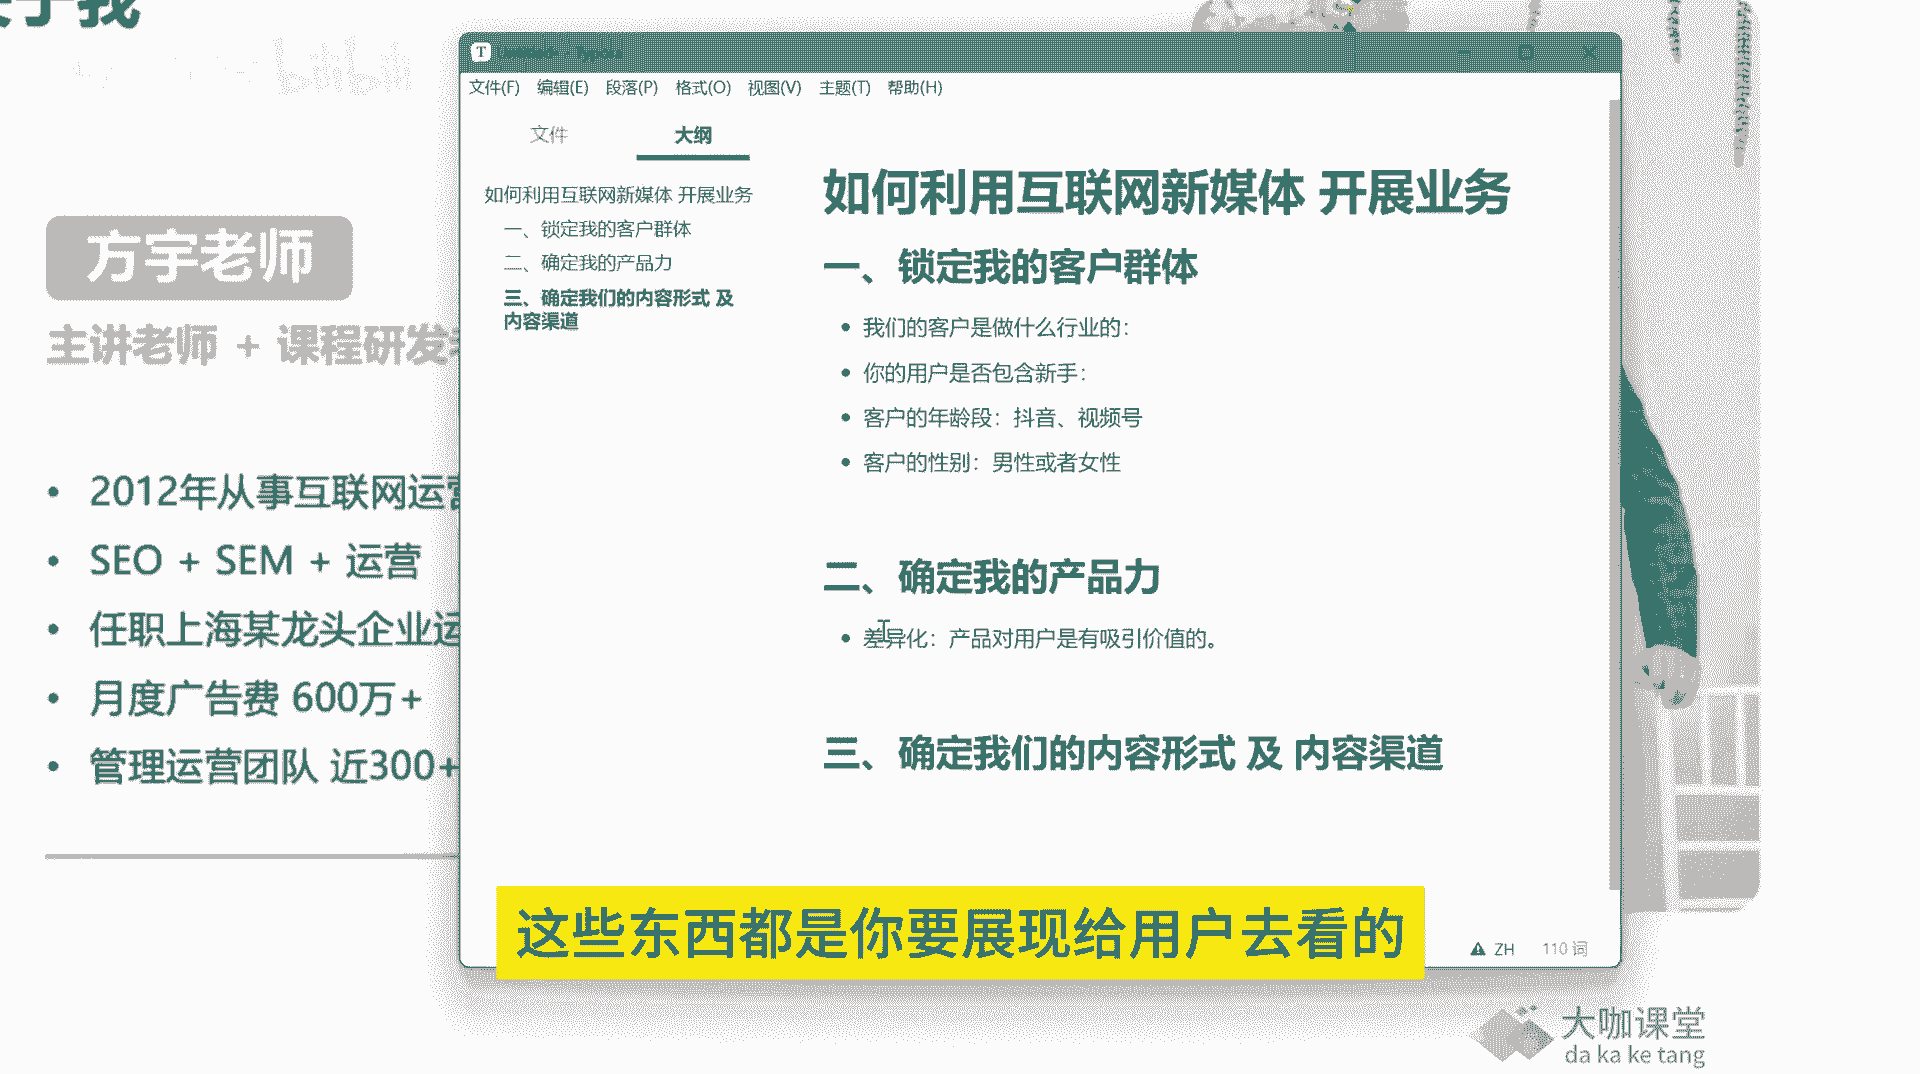 bilibili
方宇老师
主讲老师 + 课程研发
2012年从事互联网运营
SEO + SEM + 运营
任职上海某龙头企业运
月度广告费 600万+
管理运营团队 近300+
T
文件(F) 编辑(E) 段落(P) 格式(O) 视图(V) 主题(T) 帮助(H)
文件 大纲
如何利用互联网新媒体 开展业务
一、锁定我的客户群体
二、确定我的产品力
三、确定我们的内容形式 及
内容渠道
如何利用互联网新媒体 开展业务
一、锁定我的客户群体
我们的客户是做什么行业的：
你的用户是否包含新手：
客户的年龄段：抖音、视频号
客户的性别：男性或者女性
二、确定我的产品力
差异化：产品对用户是有吸引价值的。
三、确定我们的内容形式 及 内容渠道
这些东西都是你要展现给用户去看的
ZH 110 词
大咖课堂
da ka ke tang